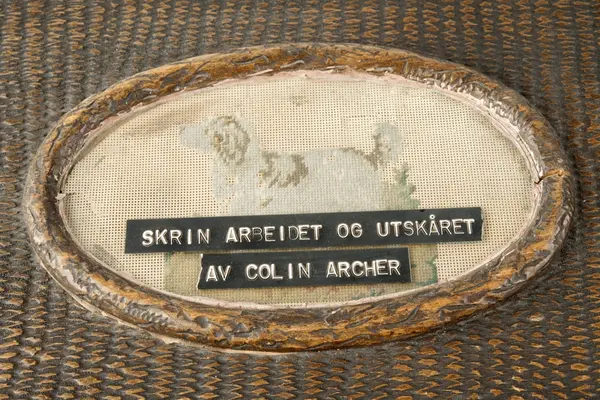 SKRIN ARBEIDET OG UTSKÅRET
AV COLIN ARCHER